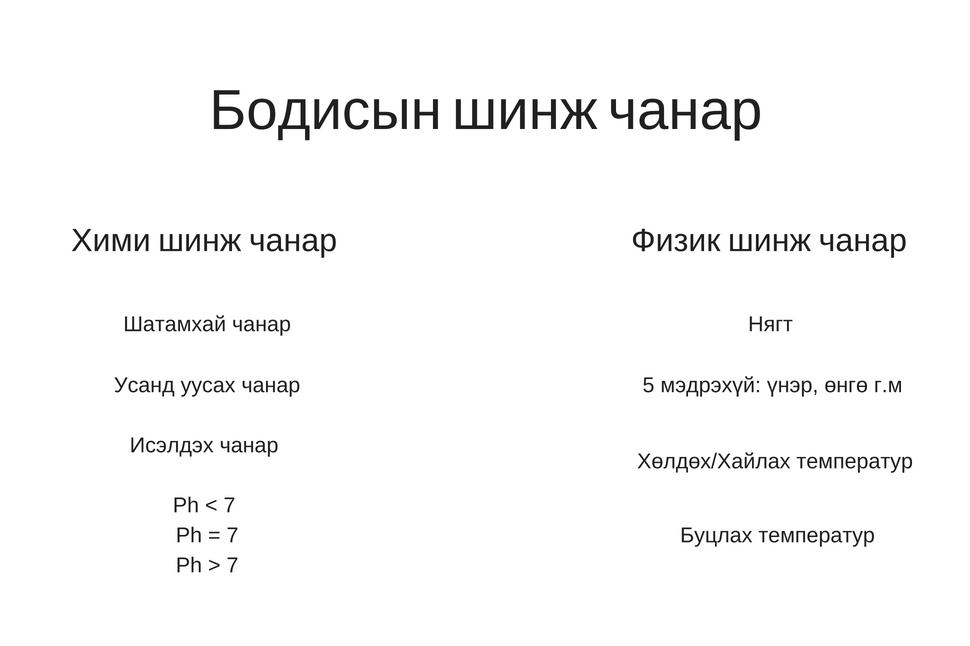 Бодисын шинж чанар
Хими шинж чанар
Шатамхай чанар
Усанд уусах чанар
Исэлдэх чанар
Ph < 7
Ph = 7
Ph > 7
Физик шинж чанар
Нягт
5 мэдрэхүй: үнэр, өнгө г.м
Хөлдөх/Хайлах температур
Буцлах температур